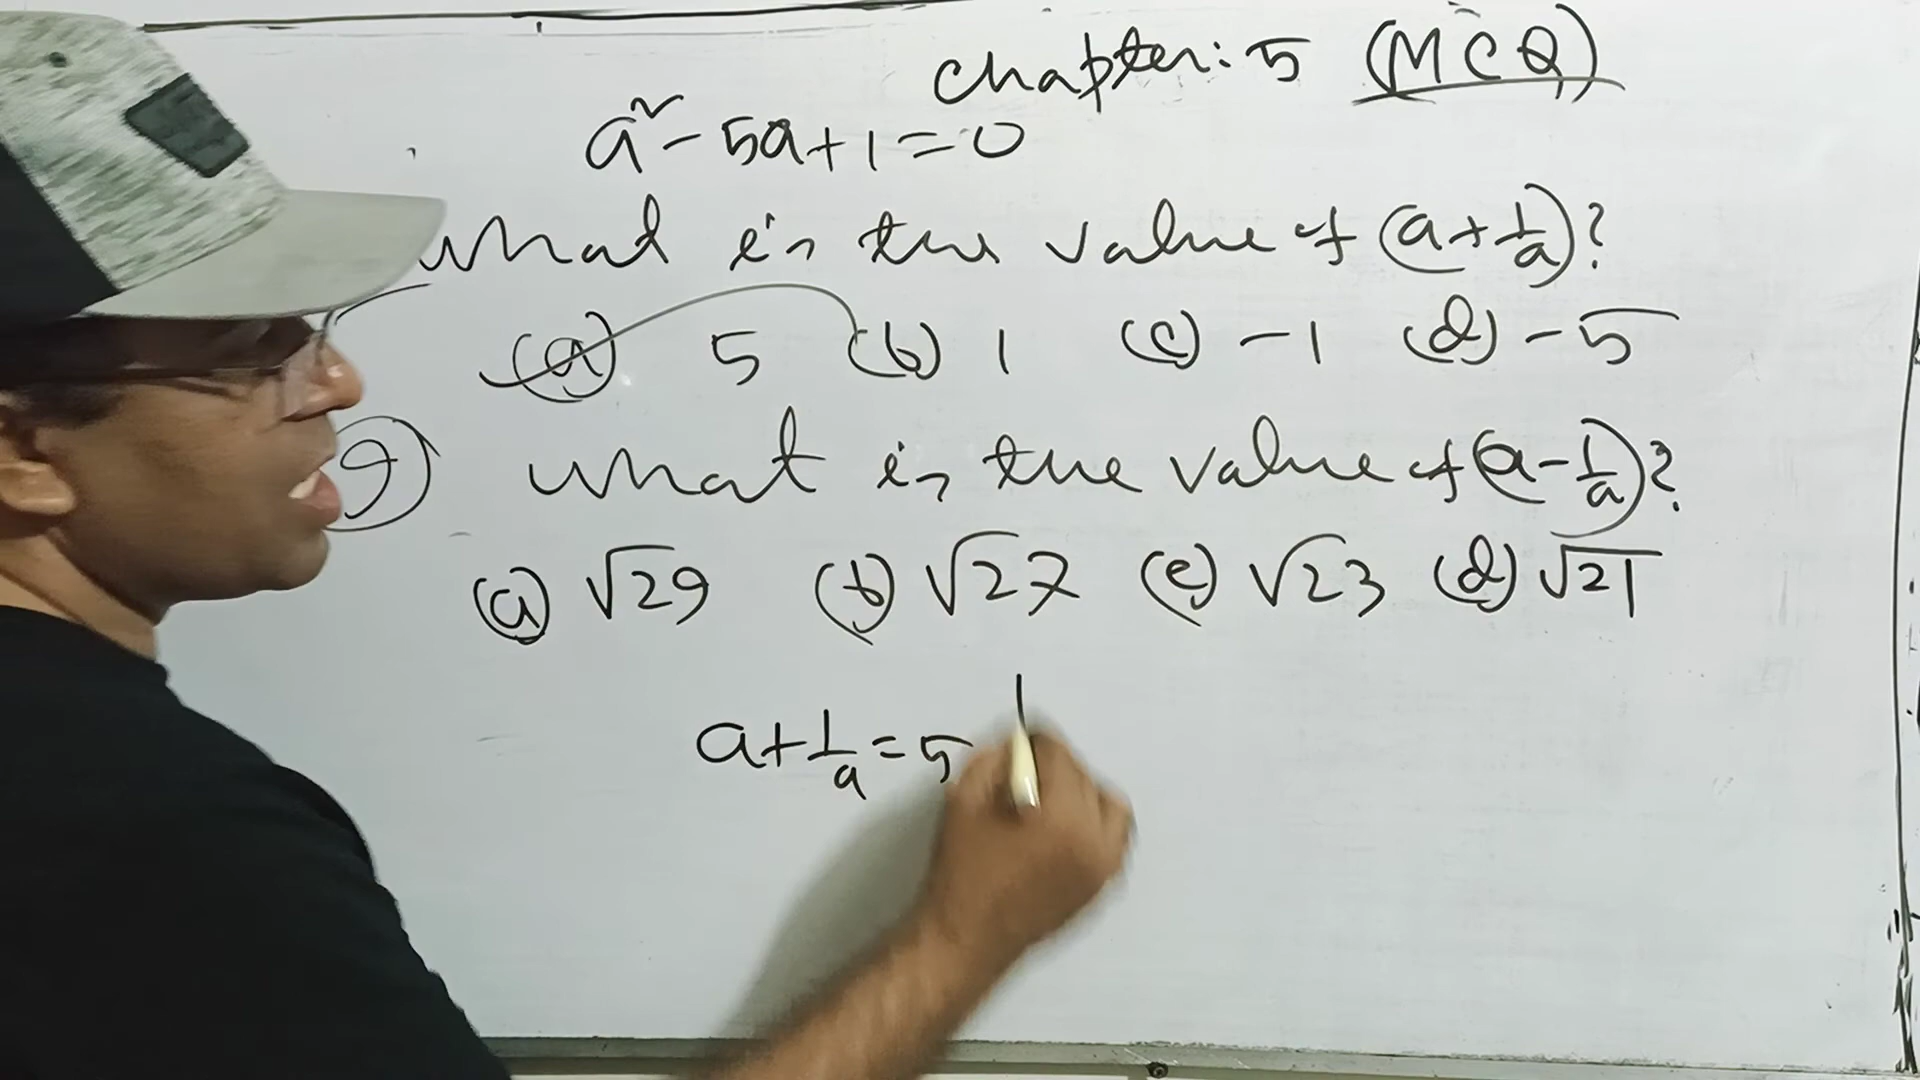 Chapter: 5 (MCQ)
a² - 5a + 1 = 0
What is the value of (a + 1/a)?
(a) 5 (b) 1 (c) -1 (d) -5
9) What is the value of (a - 1/a)?
(a) √29 (b) √27 (c) √23 (d) √21
a + 1/a = 5